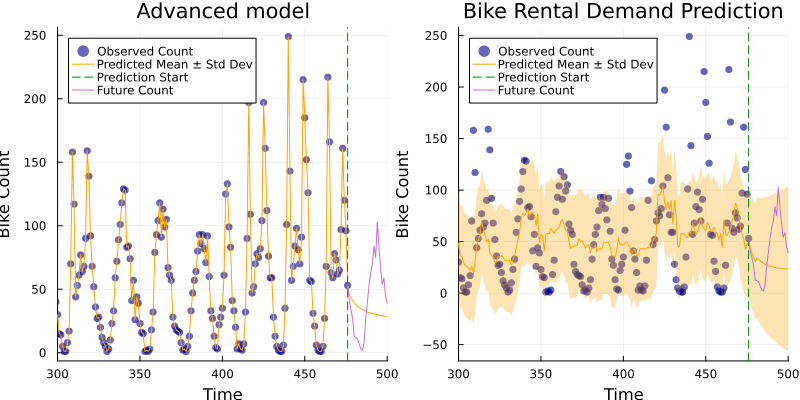 Advanced model
Bike Rental Demand Prediction
250
200
150
100
50
0
Bike Count
Observed Count
Predicted Mean ± Std Dev
Prediction Start
Future Count
300
350
400
450
500
Time
250
200
150
100
50
0
−50
Bike Count
Observed Count
Predicted Mean ± Std Dev
Prediction Start
Future Count
300
350
400
450
500
Time